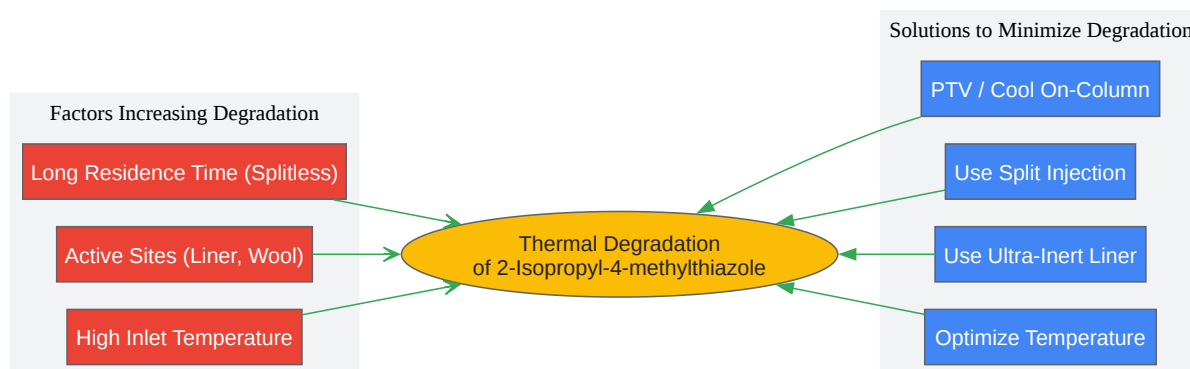 Factors Increasing Degradation
Long Residence Time (Splitless)
Active Sites (Liner, Wool)
High Inlet Temperature
Thermal Degradation
of 2-Isopropyl-4-methylthiazole
Solutions to Minimize Degradation
PTV / Cool On-Column
Use Split Injection
Use Ultra-Inert Liner
Optimize Temperature